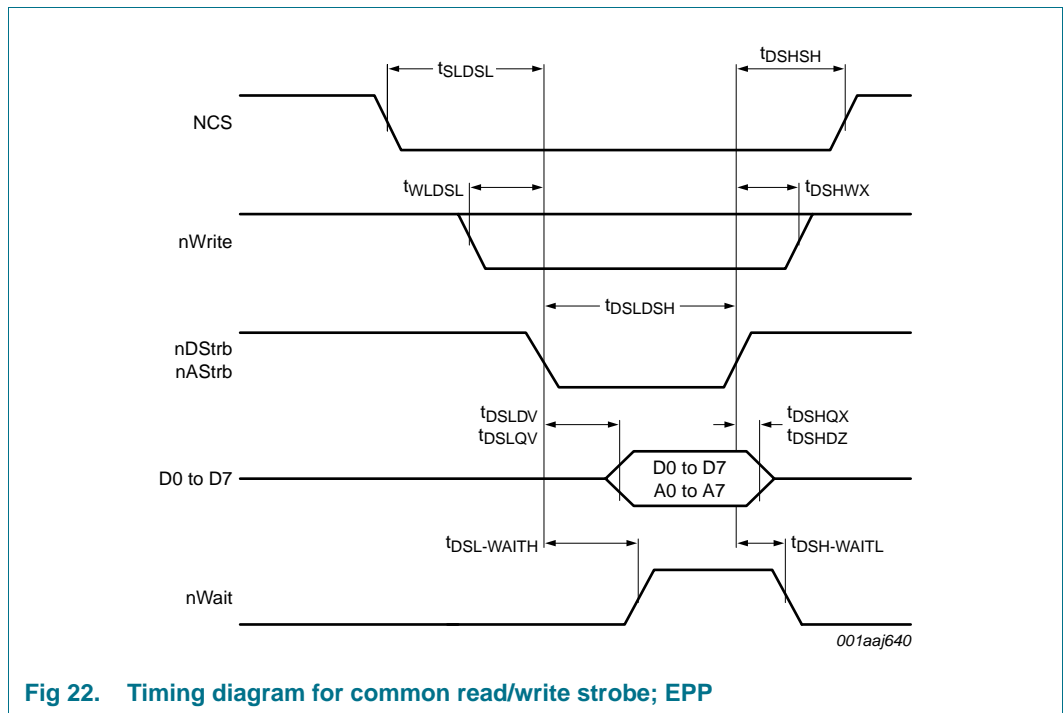 tSLDSL
tDSHSH
NCS
tWLDSL
tDSHWX
nWrite
tDSLDSH
nDStrb
nAStrb
tDSLDV
tDSLQV
tDSHQX
tDSHDZ
D0 to D7
D0 to D7
A0 to A7
tDSL-WAITH
tDSH-WAITL
nWait
001aaj640
Fig 22. Timing diagram for common read/write strobe; EPP